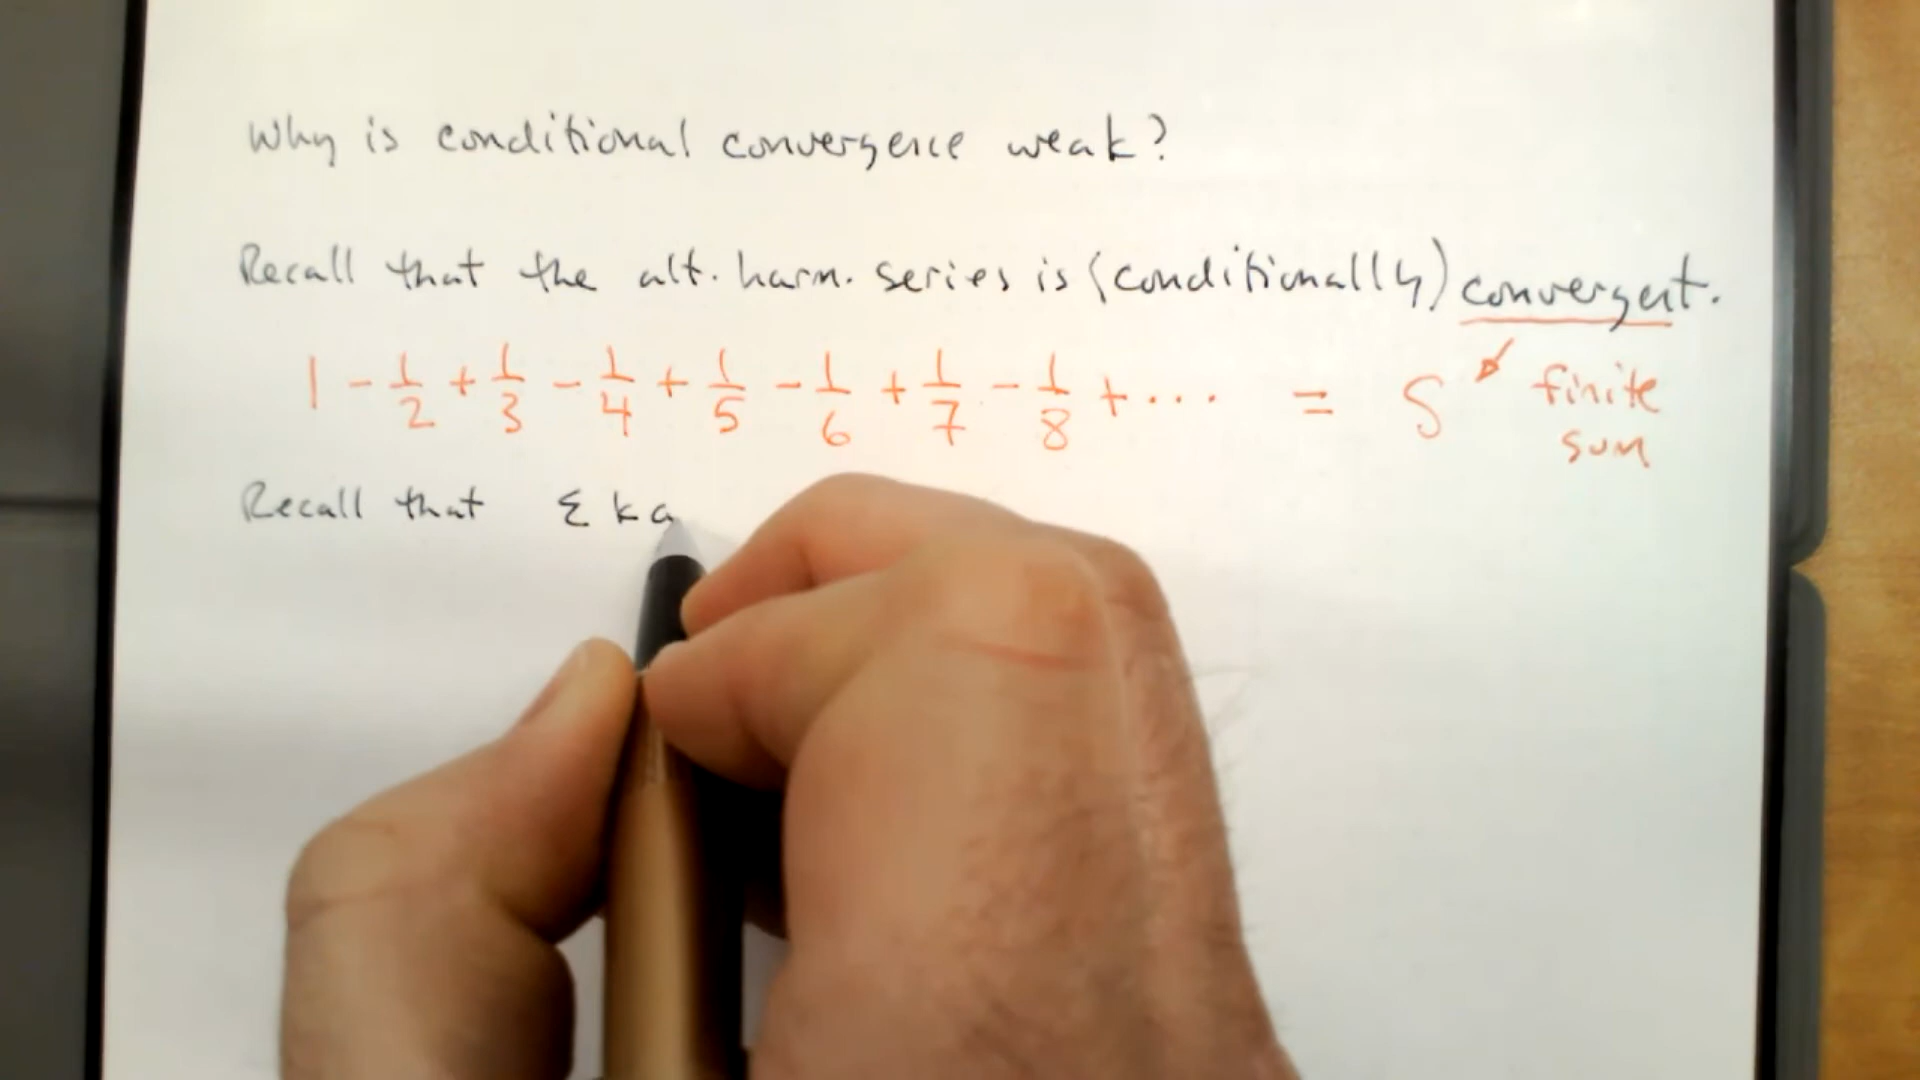 Why is conditional convergence weak?
Recall that the alt. harm. series is (conditionally) convergent.
1 - 1/2 + 1/3 - 1/4 + 1/5 - 1/6 + 1/7 - 1/8 + ... = S finite
sum
Recall that Σ k a